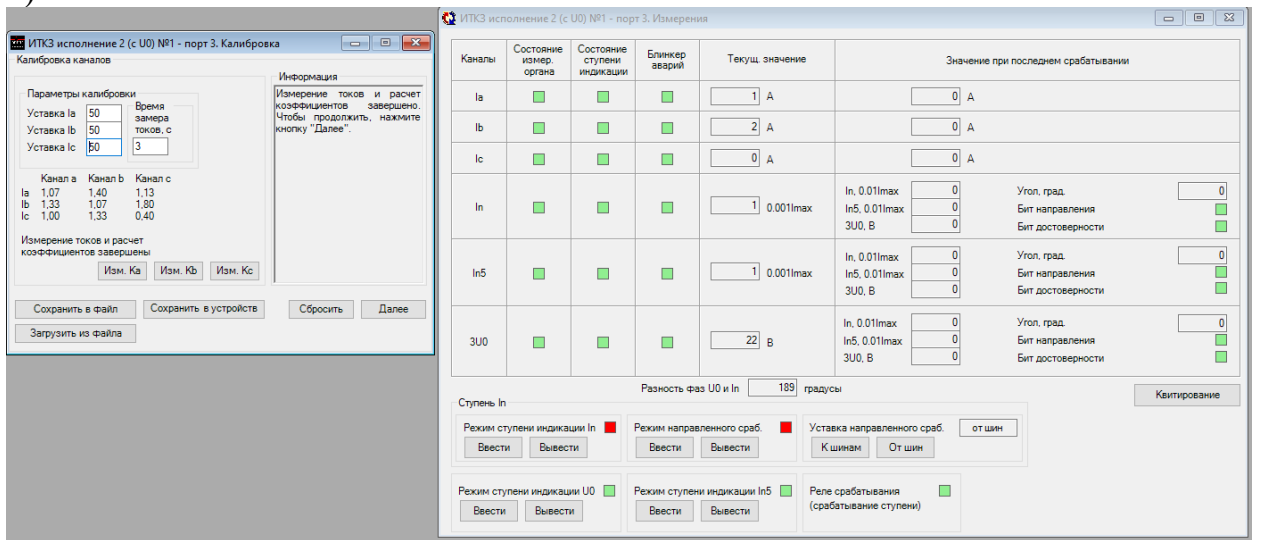 ИТКЗ исполнение 2 (с U0) №1 - порт 3. Калибровка
Калибровка каналов
Параметры калибровки
Уставка Ia 50
Уставка Ib 50
Уставка Ic 50
Время
замера
токов, с
3
Канал a Канал b Канал c
Ia 1,07 1,40 1,13
Ib 1,33 1,07 1,80
Ic 1,00 1,33 0,40
Измерение токов и расчет
коэффициентов завершены
Изм. Ka Изм. Kb Изм. Kc
Информация
Измерение токов и расчет
коэффициентов завершено.
Чтобы продолжить, нажмите
кнопку "Далее".
Сохранить в файл Сохранить в устройств Сбросить Далее
Загрузить из файла
ИТКЗ исполнение 2 (с U0) №1 - порт 3. Измерения
Каналы
Состояние
измер.
органа
Состояние
ступени
индикации
Блинкер
аварий
Текущ. значение
Значение при последнем срабатывании
Ia 1 А 0 А
Ib 2 А 0 А
Ic 0 А 0 А
In 1 0.001Imax
In, 0.01Imax 0 Угол, град. 0
In5, 0.01Imax 0 Бит направления
3U0, В 0 Бит достоверности
In5 1 0.001Imax
In, 0.01Imax 0 Угол, град. 0
In5, 0.01Imax 0 Бит направления
3U0, В 0 Бит достоверности
3U0 22 В
In, 0.01Imax 0 Угол, град. 0
In5, 0.01Imax 0 Бит направления
3U0, В 0 Бит достоверности
Разность фаз U0 и In 189 градусы
Квитирование
Ступень In
Режим ступени индикации In
Ввести Вывести
Режим направленного сраб.
Ввести Вывести
Уставка направленного сраб. от шин
К шинам От шин
Режим ступени индикации U0
Ввести Вывести
Режим ступени индикации In5
Ввести Вывести
Реле срабатывания
(срабатывание ступени)